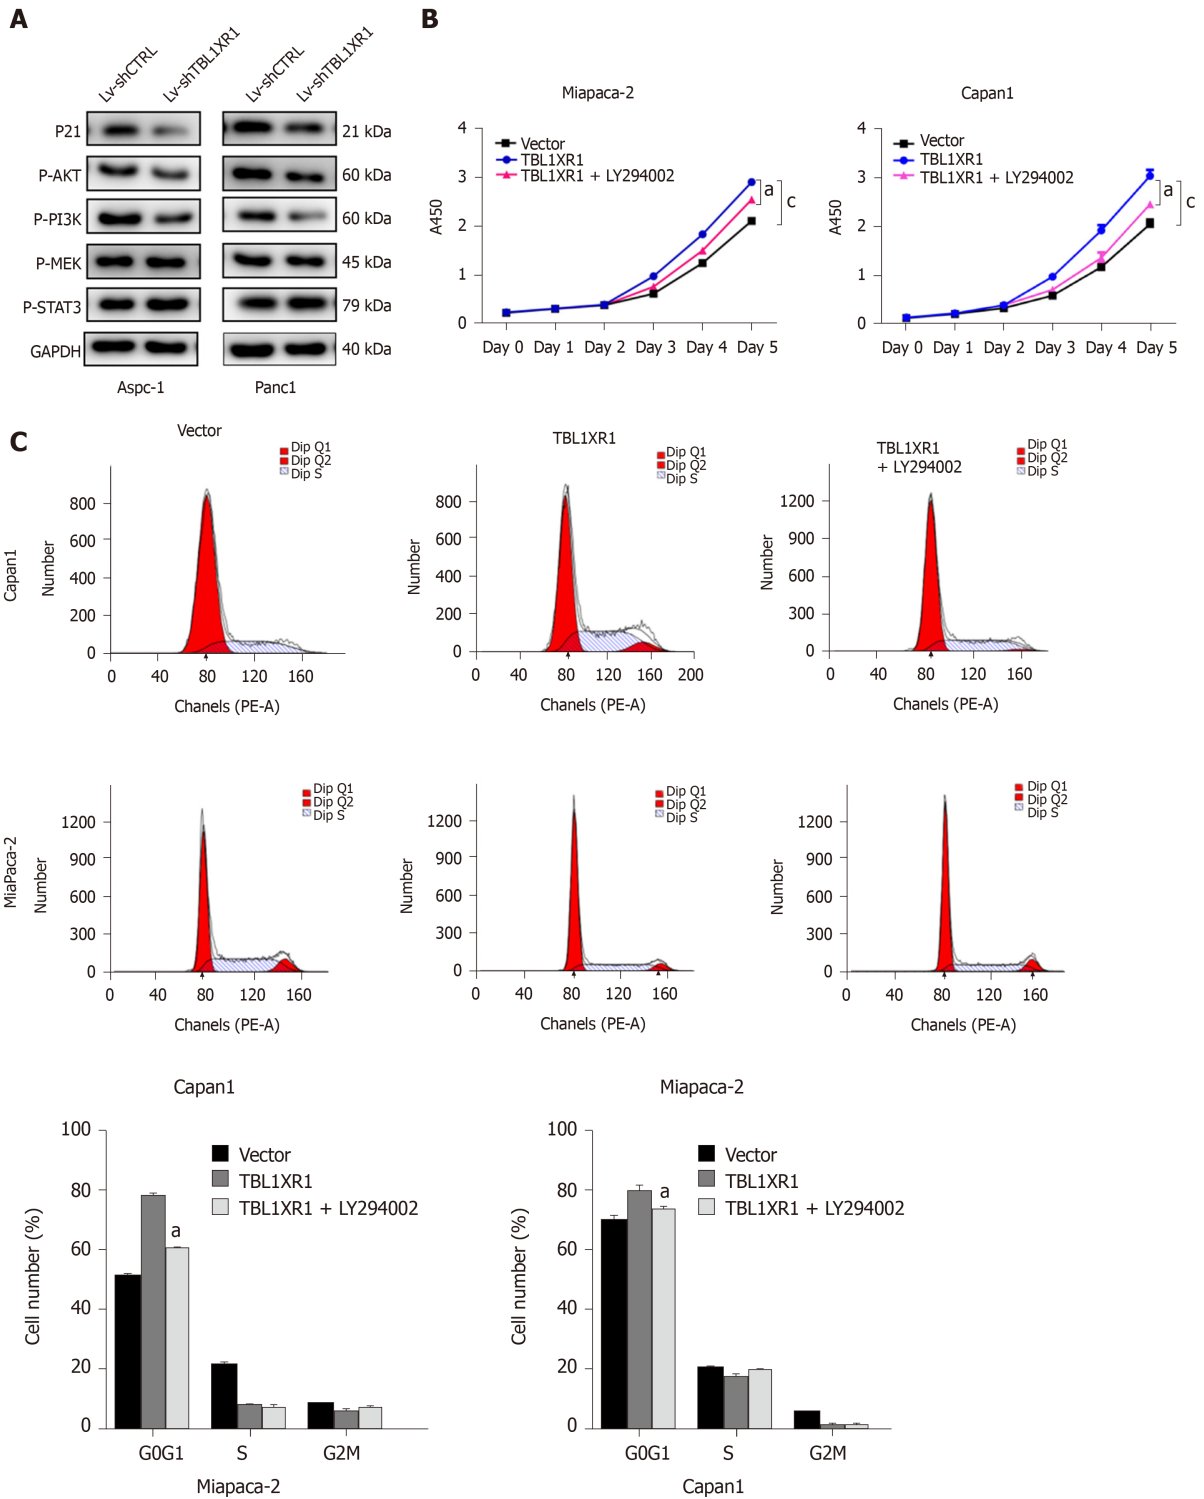 A
Lv-shCTRL
Lv-shTBL1XR1
Lv-shCTRL
Lv-shTBL1XR1
P21
21 kDa
P-AKT
60 kDa
P-PI3K
60 kDa
P-MEK
45 kDa
P-STAT3
79 kDa
GAPDH
40 kDa
Aspc-1
Panc1
B
Miapaca-2
4
3
2
1
0
A450
Vector
TBL1XR1
TBL1XR1 + LY294002
a
c
Day 0 Day 1 Day 2 Day 3 Day 4 Day 5
Capan1
4
3
2
1
0
A450
Vector
TBL1XR1
TBL1XR1 + LY294002
a
c
Day 0 Day 1 Day 2 Day 3 Day 4 Day 5
C
Capan1
Vector
Dip Q1
Dip Q2
Dip S
Number
800
600
400
200
0
0 40 80 120 160
Chanels (PE-A)
TBL1XR1
Dip Q1
Dip Q2
Dip S
Number
800
600
400
200
0
0 40 80 120 160 200
Chanels (PE-A)
TBL1XR1
+ LY294002
Dip Q1
Dip Q2
Dip S
Number
1200
900
600
300
0
0 40 80 120 160
Chanels (PE-A)
MiaPaca-2
Dip Q1
Dip Q2
Dip S
Number
1200
900
600
300
0
0 40 80 120 160
Chanels (PE-A)
Dip Q1
Dip Q2
Dip S
Number
1200
900
600
300
0
0 40 80 120 160
Chanels (PE-A)
Dip Q1
Dip Q2
Dip S
Number
1200
900
600
300
0
0 40 80 120 160
Chanels (PE-A)
Capan1
100
80
60
40
20
0
Cell number (%)
Vector
TBL1XR1
TBL1XR1 + LY294002
a
G0G1 S G2M
Miapaca-2
Miapaca-2
100
80
60
40
20
0
Cell number (%)
Vector
TBL1XR1
TBL1XR1 + LY294002
a
G0G1 S G2M
Capan1